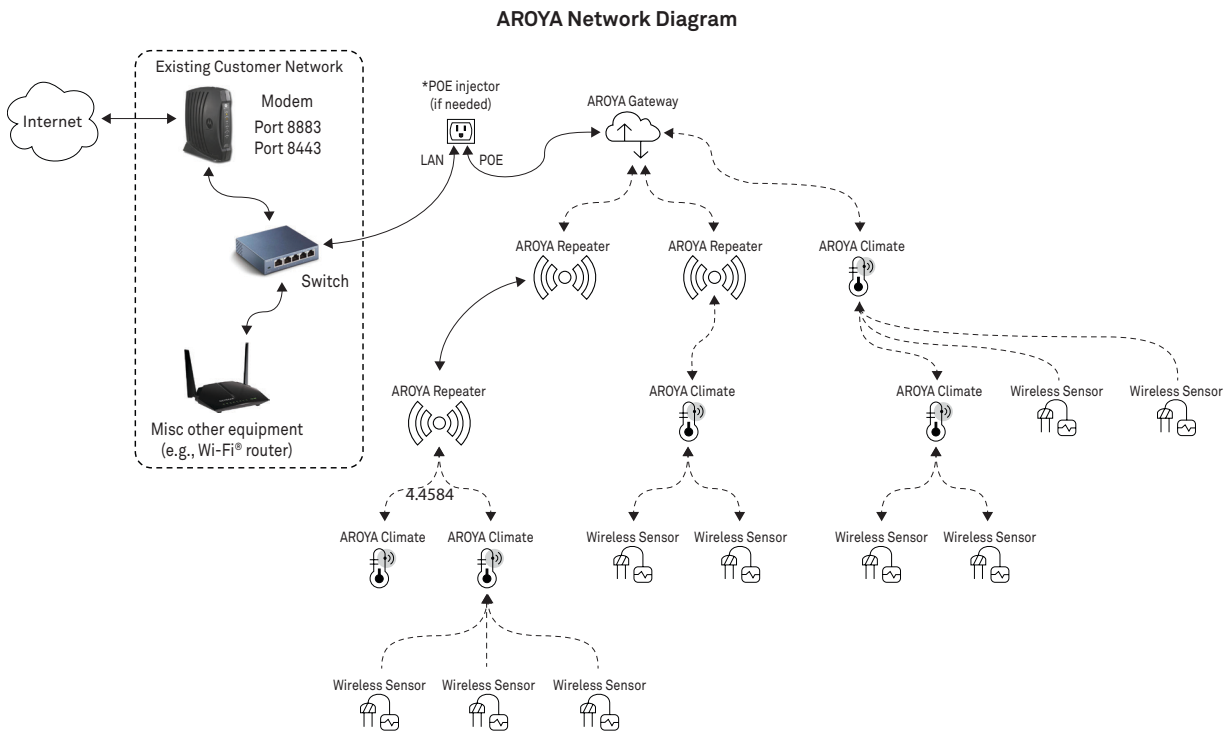 AROYA Network Diagram
Existing Customer Network
Internet
Modem
Port 8883
Port 8443
Switch
Misc other equipment
(e.g., Wi-Fi® router)
*POE injector
(if needed)
LAN
POE
AROYA Gateway
AROYA Repeater
AROYA Repeater
AROYA Climate
AROYA Repeater
AROYA Climate
AROYA Climate
Wireless Sensor
Wireless Sensor
4.4584
AROYA Climate
AROYA Climate
Wireless Sensor
Wireless Sensor
Wireless Sensor
Wireless Sensor
Wireless Sensor
Wireless Sensor
Wireless Sensor